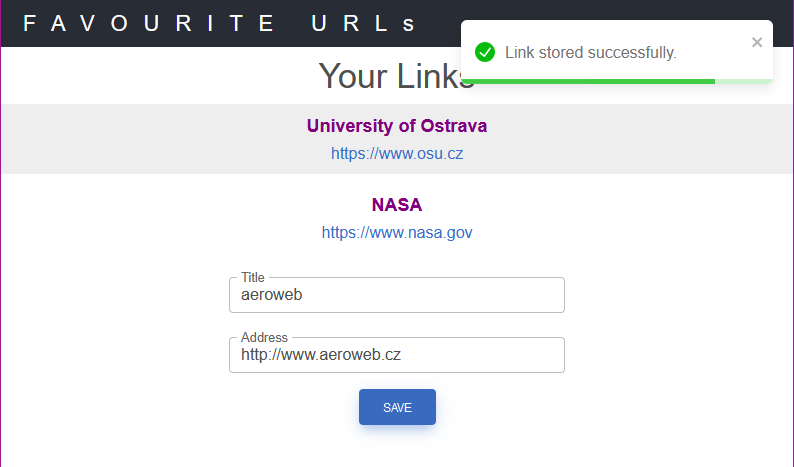 FAVOURITE URLs
Link stored successfully.
Your Links
University of Ostrava
https://www.osu.cz
NASA
https://www.nasa.gov
Title
aeroweb
Address
http://www.aeroweb.cz
SAVE